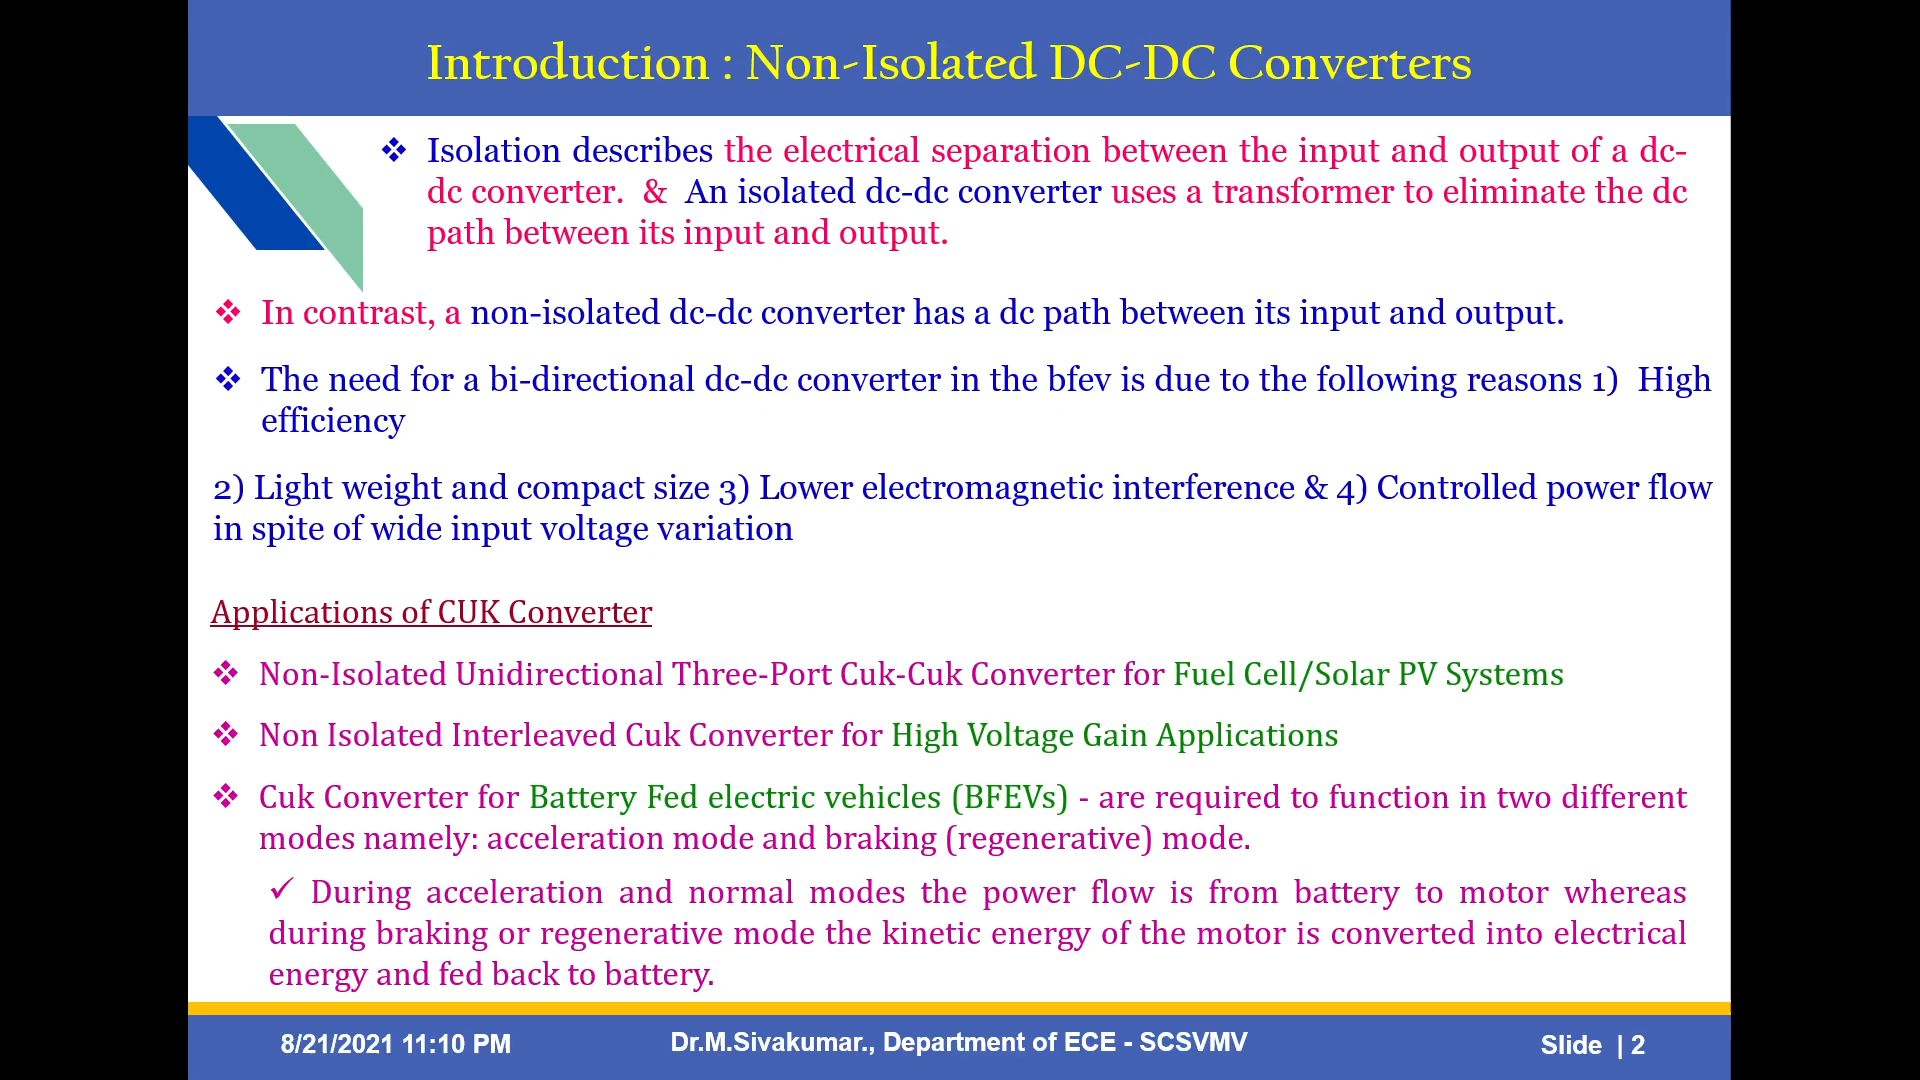 Introduction : Non-Isolated DC-DC Converters
❖ Isolation describes the electrical separation between the input and output of a dc-
dc converter. & An isolated dc-dc converter uses a transformer to eliminate the dc
path between its input and output.
❖ In contrast, a non-isolated dc-dc converter has a dc path between its input and output.
❖ The need for a bi-directional dc-dc converter in the bfev is due to the following reasons 1) High
efficiency
2) Light weight and compact size 3) Lower electromagnetic interference & 4) Controlled power flow
in spite of wide input voltage variation
Applications of CUK Converter
❖ Non-Isolated Unidirectional Three-Port Cuk-Cuk Converter for Fuel Cell/Solar PV Systems
❖ Non Isolated Interleaved Cuk Converter for High Voltage Gain Applications
❖ Cuk Converter for Battery Fed electric vehicles (BFEVs) - are required to function in two different
modes namely: acceleration mode and braking (regenerative) mode.
✓ During acceleration and normal modes the power flow is from battery to motor whereas
during braking or regenerative mode the kinetic energy of the motor is converted into electrical
energy and fed back to battery.
8/21/2021 11:10 PM
Dr.M.Sivakumar., Department of ECE - SCSVMV
Slide | 2